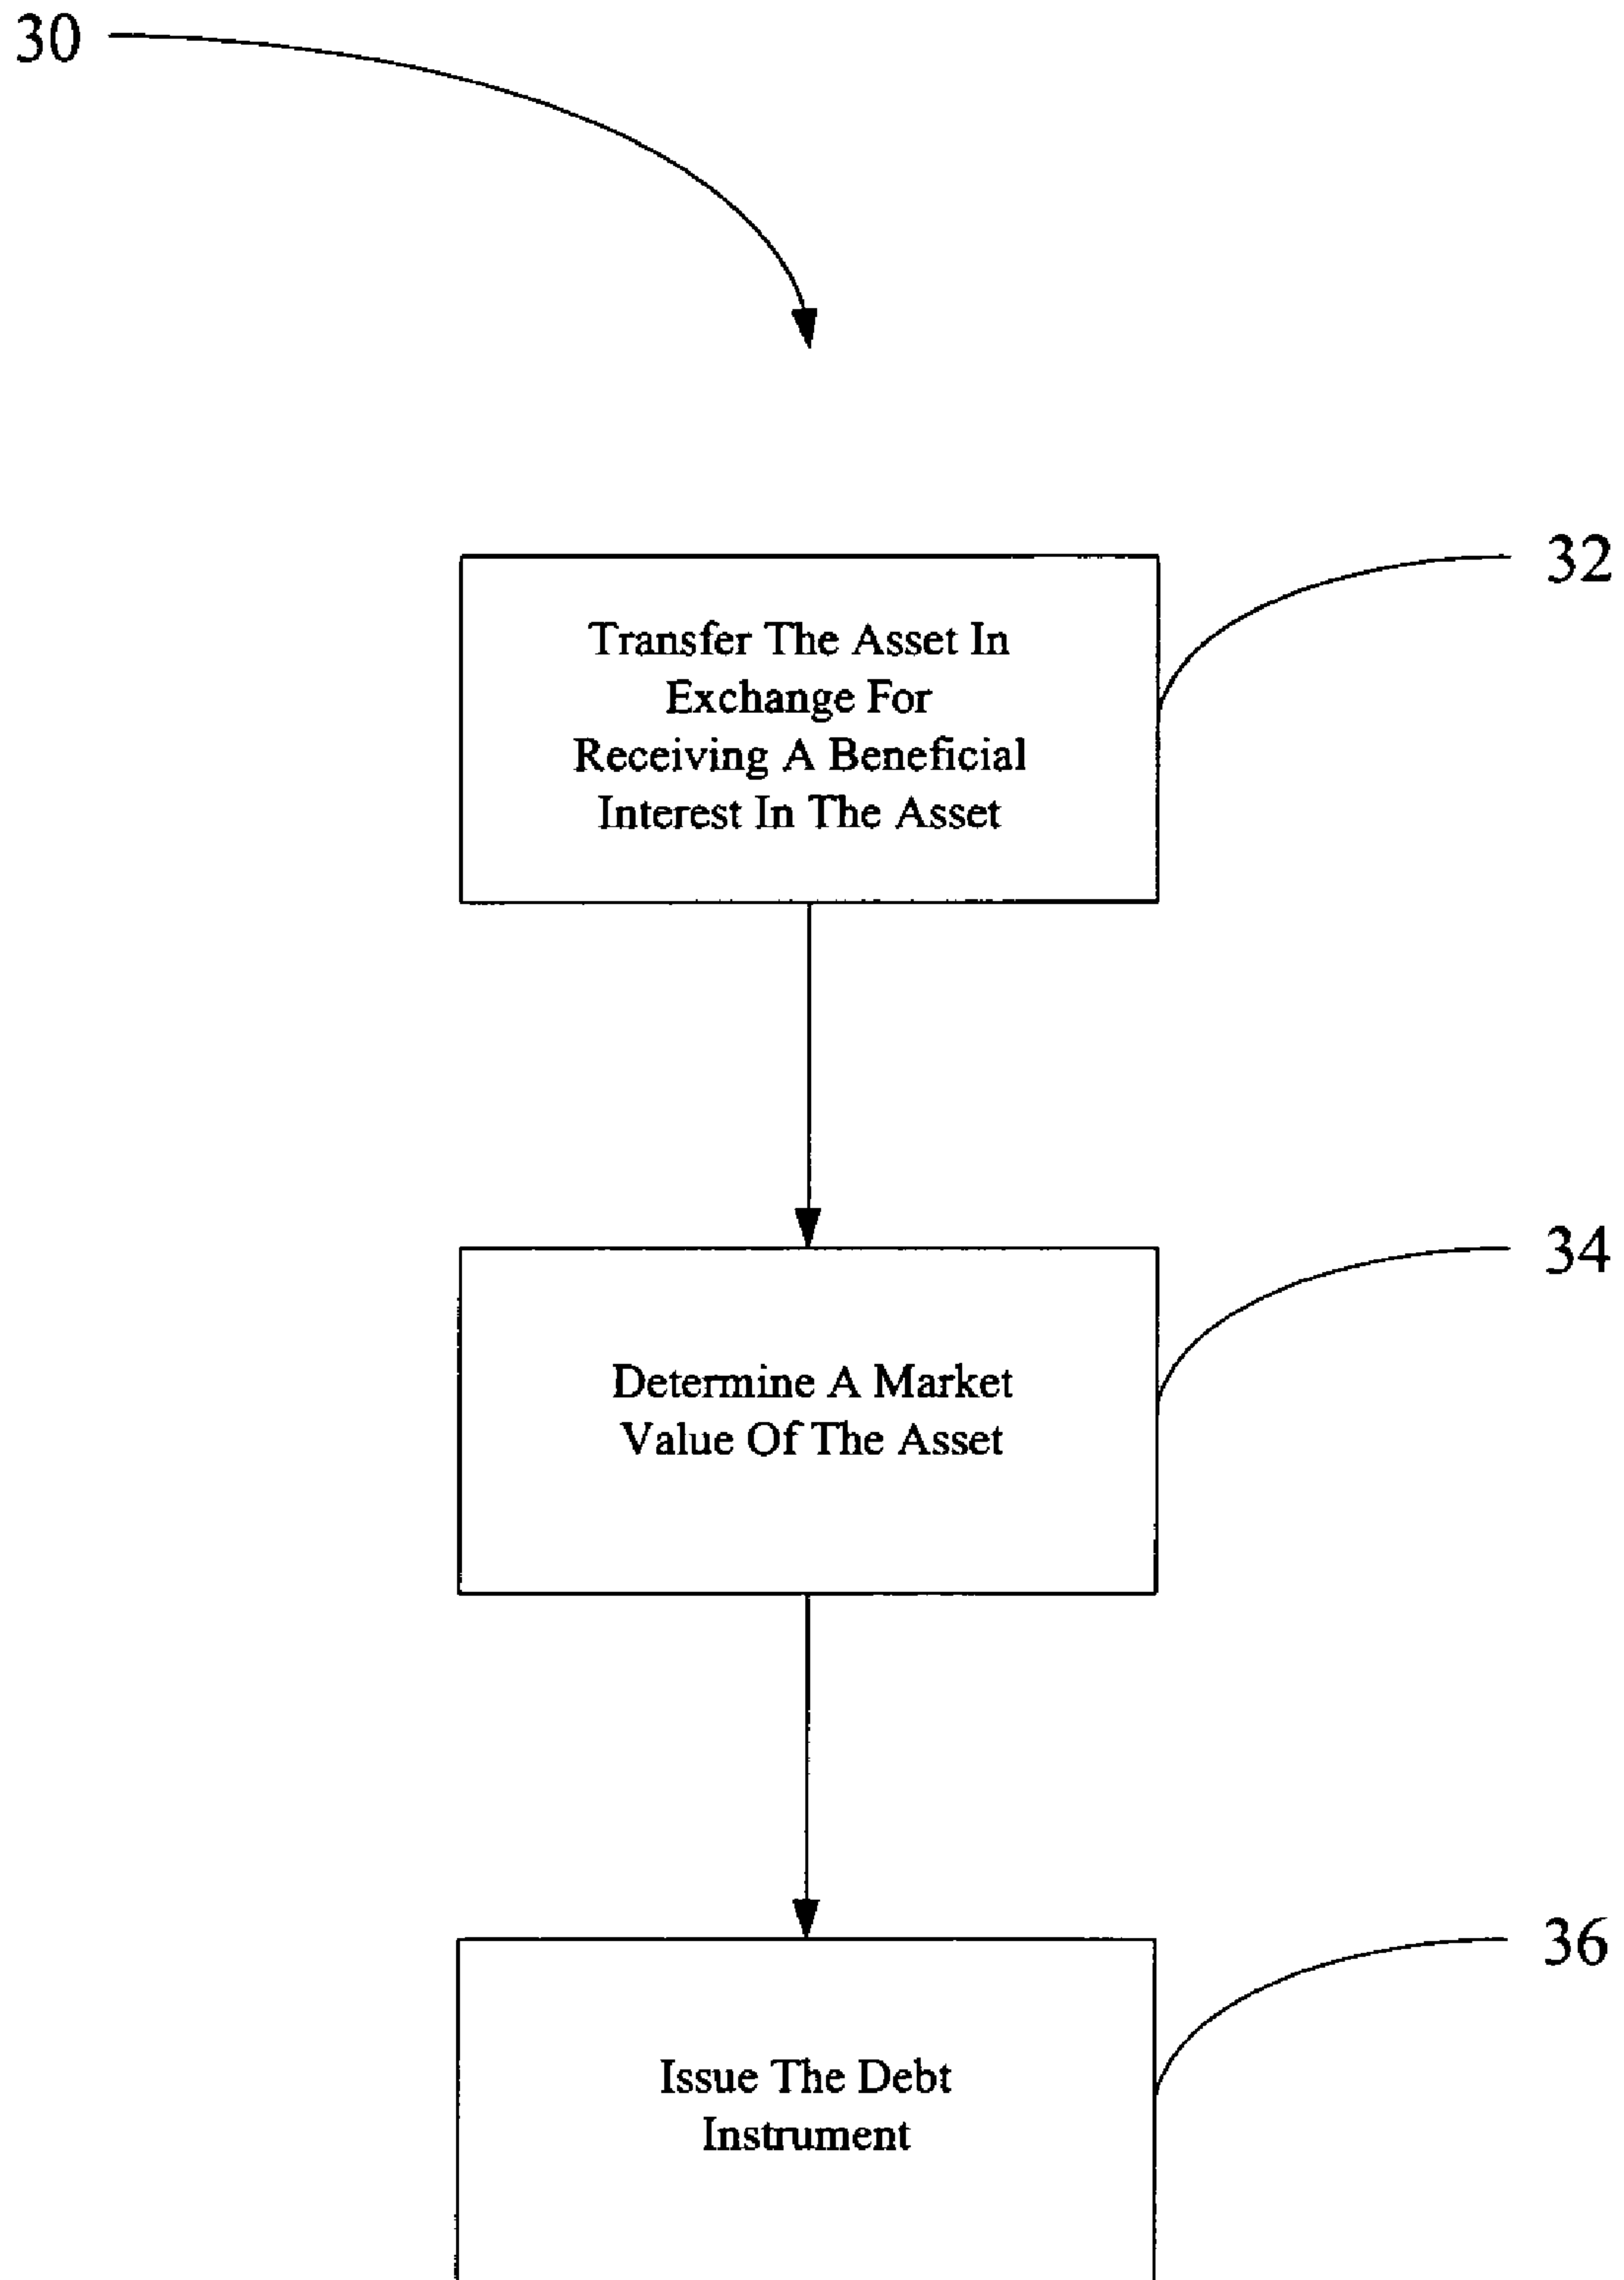 30
32
Transfer The Asset In
Exchange For
Receiving A Beneficial
Interest In The Asset
34
Determine A Market
Value Of The Asset
36
Issue The Debt
Instrument